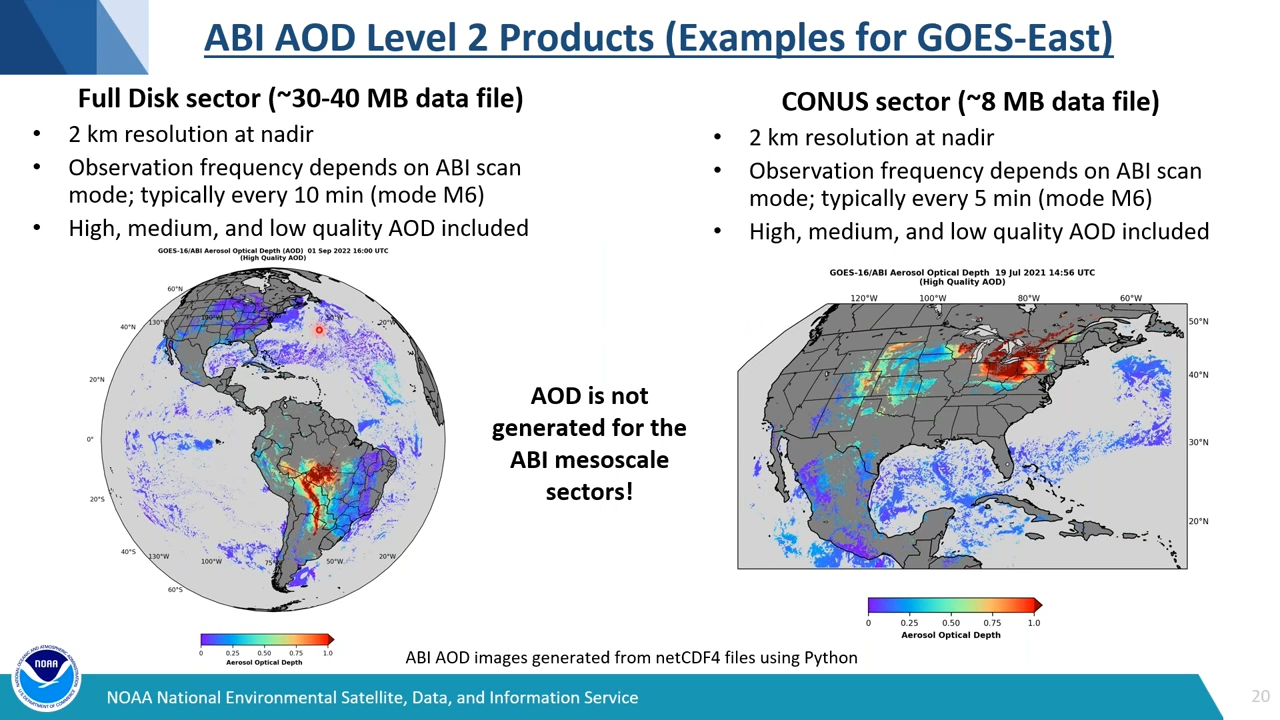 ABI AOD Level 2 Products (Examples for GOES-East)
Full Disk sector (~30-40 MB data file)
• 2 km resolution at nadir
• Observation frequency depends on ABI scan
mode; typically every 10 min (mode M6)
• High, medium, and low quality AOD included
GOES-16/ABI Aerosol Optical Depth (AOD) 01 Sep 2022 16:00 UTC
(High Quality AOD)
60°N
40°N
130°W
100°W
50°W
20°W
20°N
0°
20°S
40°S
130°W
100°W
75°
50°W
20°W
60°S
0 0.25 0.50 0.75 1.0
Aerosol Optical Depth
AOD is not
generated for the
ABI mesoscale
sectors!
CONUS sector (~8 MB data file)
• 2 km resolution at nadir
• Observation frequency depends on ABI scan
mode; typically every 5 min (mode M6)
• High, medium, and low quality AOD included
GOES-16/ABI Aerosol Optical Depth 19 Jul 2021 14:56 UTC
(High Quality AOD)
120°W 100°W 80°W 60°W
50°N
40°N
30°N
20°N
0 0.25 0.50 0.75 1.0
Aerosol Optical Depth
ABI AOD images generated from netCDF4 files using Python
NOAA
NOAA National Environmental Satellite, Data, and Information Service
20